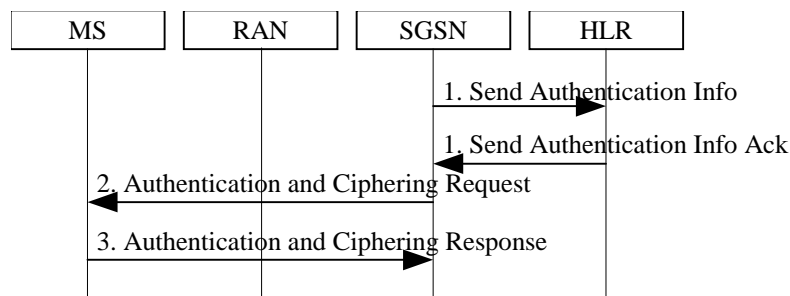 MS RAN SGSN HLR
1. Send Authentication Info
1. Send Authentication Info Ack
2. Authentication and Ciphering Request
3. Authentication and Ciphering Response